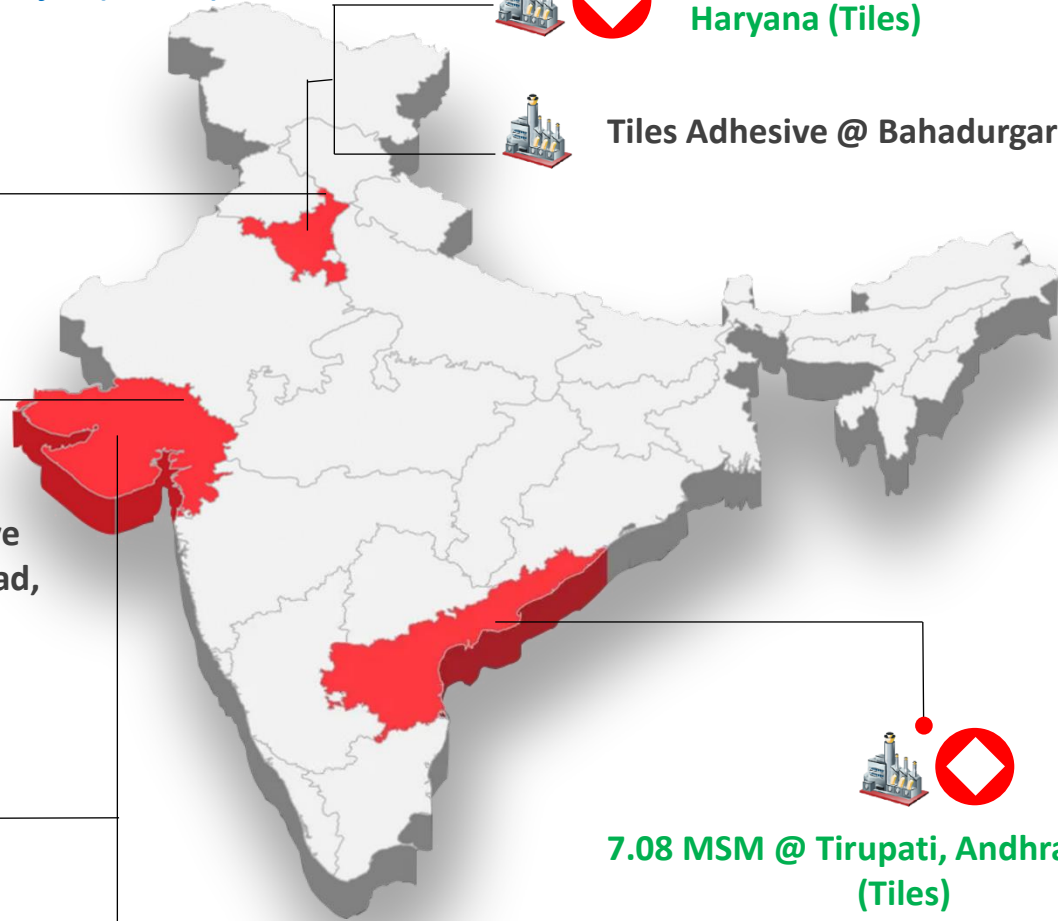 Haryana (Tiles)
Tiles Adhesive @ Bahadurgar
7.08 MSM @ Tirupati, Andhra
(Tiles)